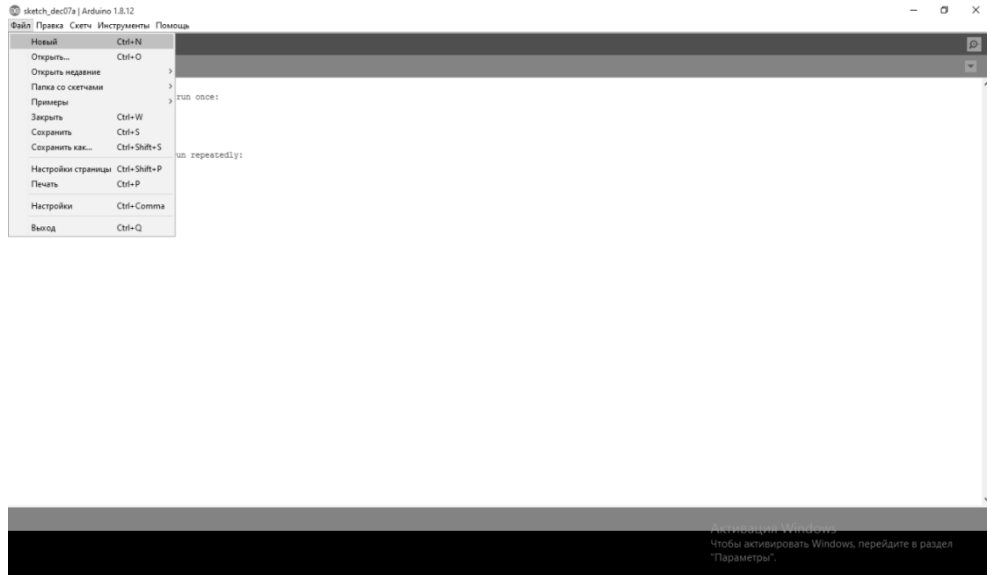 sketch_dec07a | Arduino 1.8.12
Файл Правка Скетч Инструменты Помощь
Новый Ctrl+N
Открыть... Ctrl+O
Открыть недавние
Папка со скетчами
Примеры
run once:
Закрыть Ctrl+W
Сохранить Ctrl+S
Сохранить как... Ctrl+Shift+S
un repeatedly:
Настройки страницы Ctrl+Shift+P
Печать Ctrl+P
Настройки Ctrl+Comma
Выход Ctrl+Q
Активация Windows
Чтобы активировать Windows, перейдите в раздел
"Параметры".